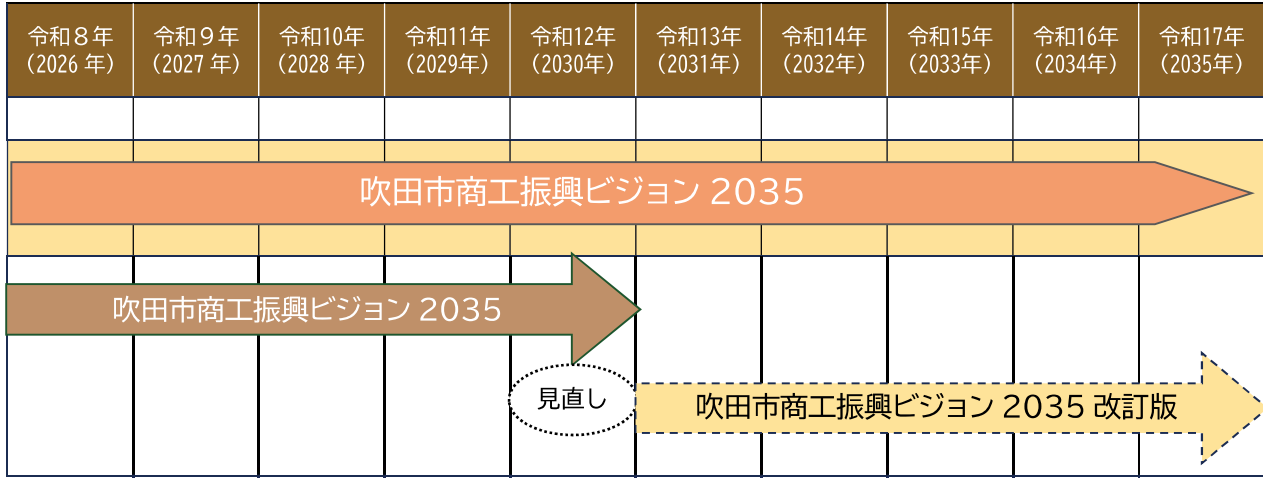 令和８年 令和９年 令和10年 令和11年 令和12年 令和13年 令和14年 令和15年 令和16年 令和17年
（2026 年） （2027 年） （2028 年） （2029年） （2030年） （2031年） （2032年） （2033年） （2034年） （2035年）
吹田市商工振興ビジョン 2035
吹田市商工振興ビジョン 2035
見直し
吹田市商工振興ビジョン 2035 改訂版